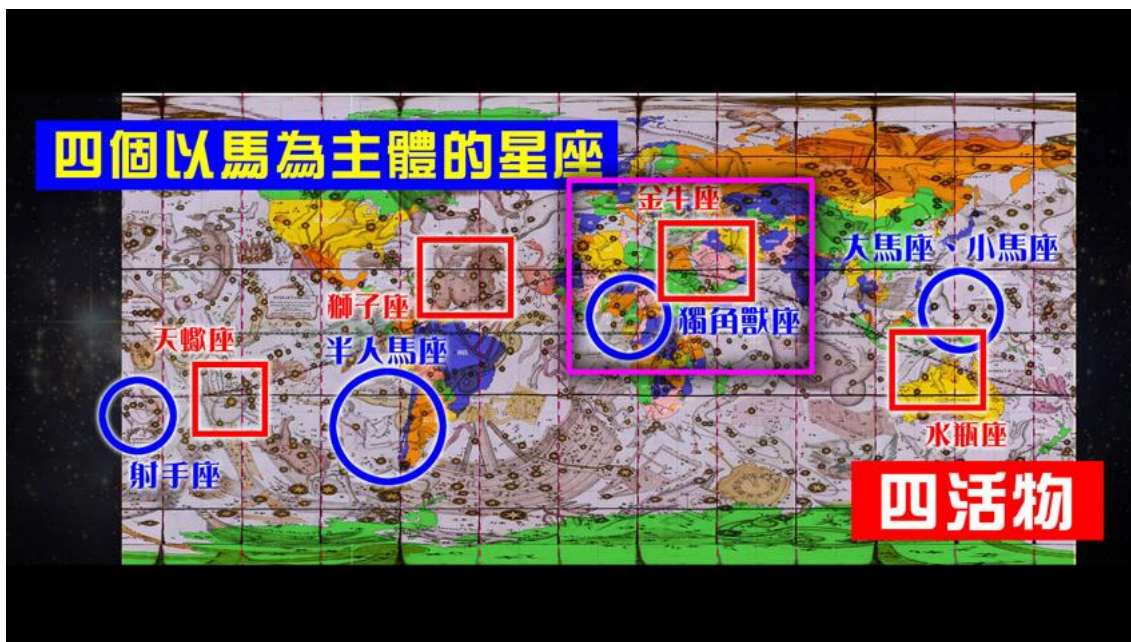 四個以馬為主體的星座
金牛座
大馬座、小馬座
獅子座
獨角獸座
天蠍座
半人馬座
水瓶座
射手座
四活物